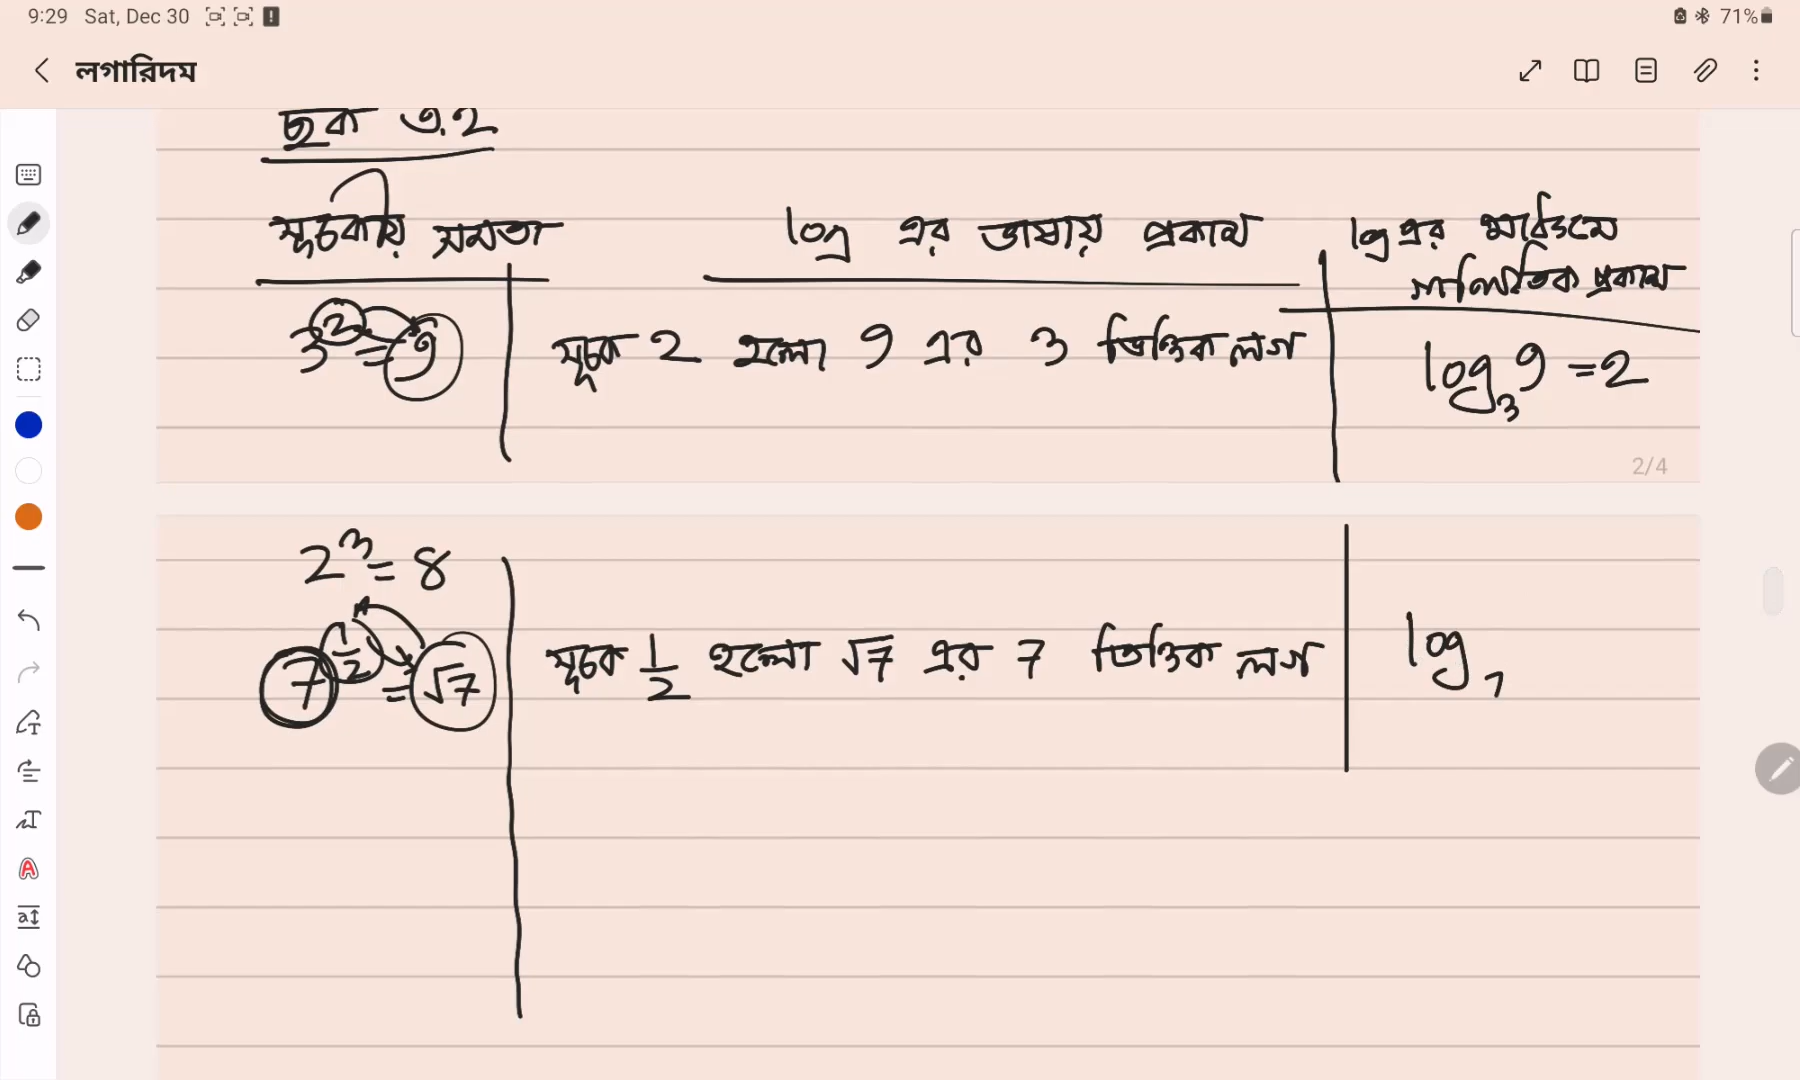 9:29 Sat, Dec 30
71%
লগারিদম
ছক ৩.2
সূচকীয় সমতা
log এর ভাষায় প্রকাশ
log এর মাধ্যমে
গাণিতিক প্রকাশ
3² = 9
সূচক 2 হলো 9 এর 3 ভিত্তিক লগ
log₃ 9 = 2
2/4
2³ = 8
7^½ = √7
সূচক ½ হলো √7 এর 7 ভিত্তিক লগ
log₇